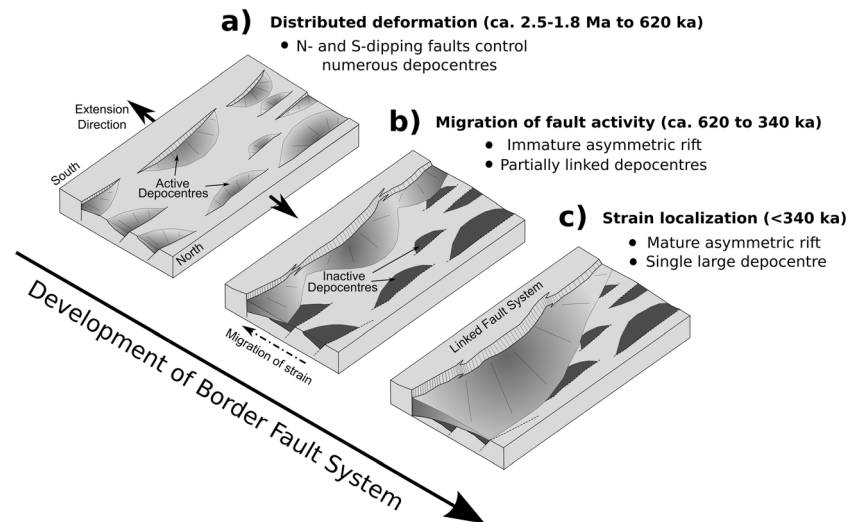 a) Distributed deformation (ca. 2.5-1.8 Ma to 620 ka)
• N- and S-dipping faults control
numerous depocentres
Extension
Direction
South
Active
Depocentres
North
b) Migration of fault activity (ca. 620 to 340 ka)
• Immature asymmetric rift
• Partially linked depocentres
Inactive
Depocentres
Migration of strain
c) Strain localization (<340 ka)
• Mature asymmetric rift
• Single large depocentre
Linked Fault System
Development of Border Fault System